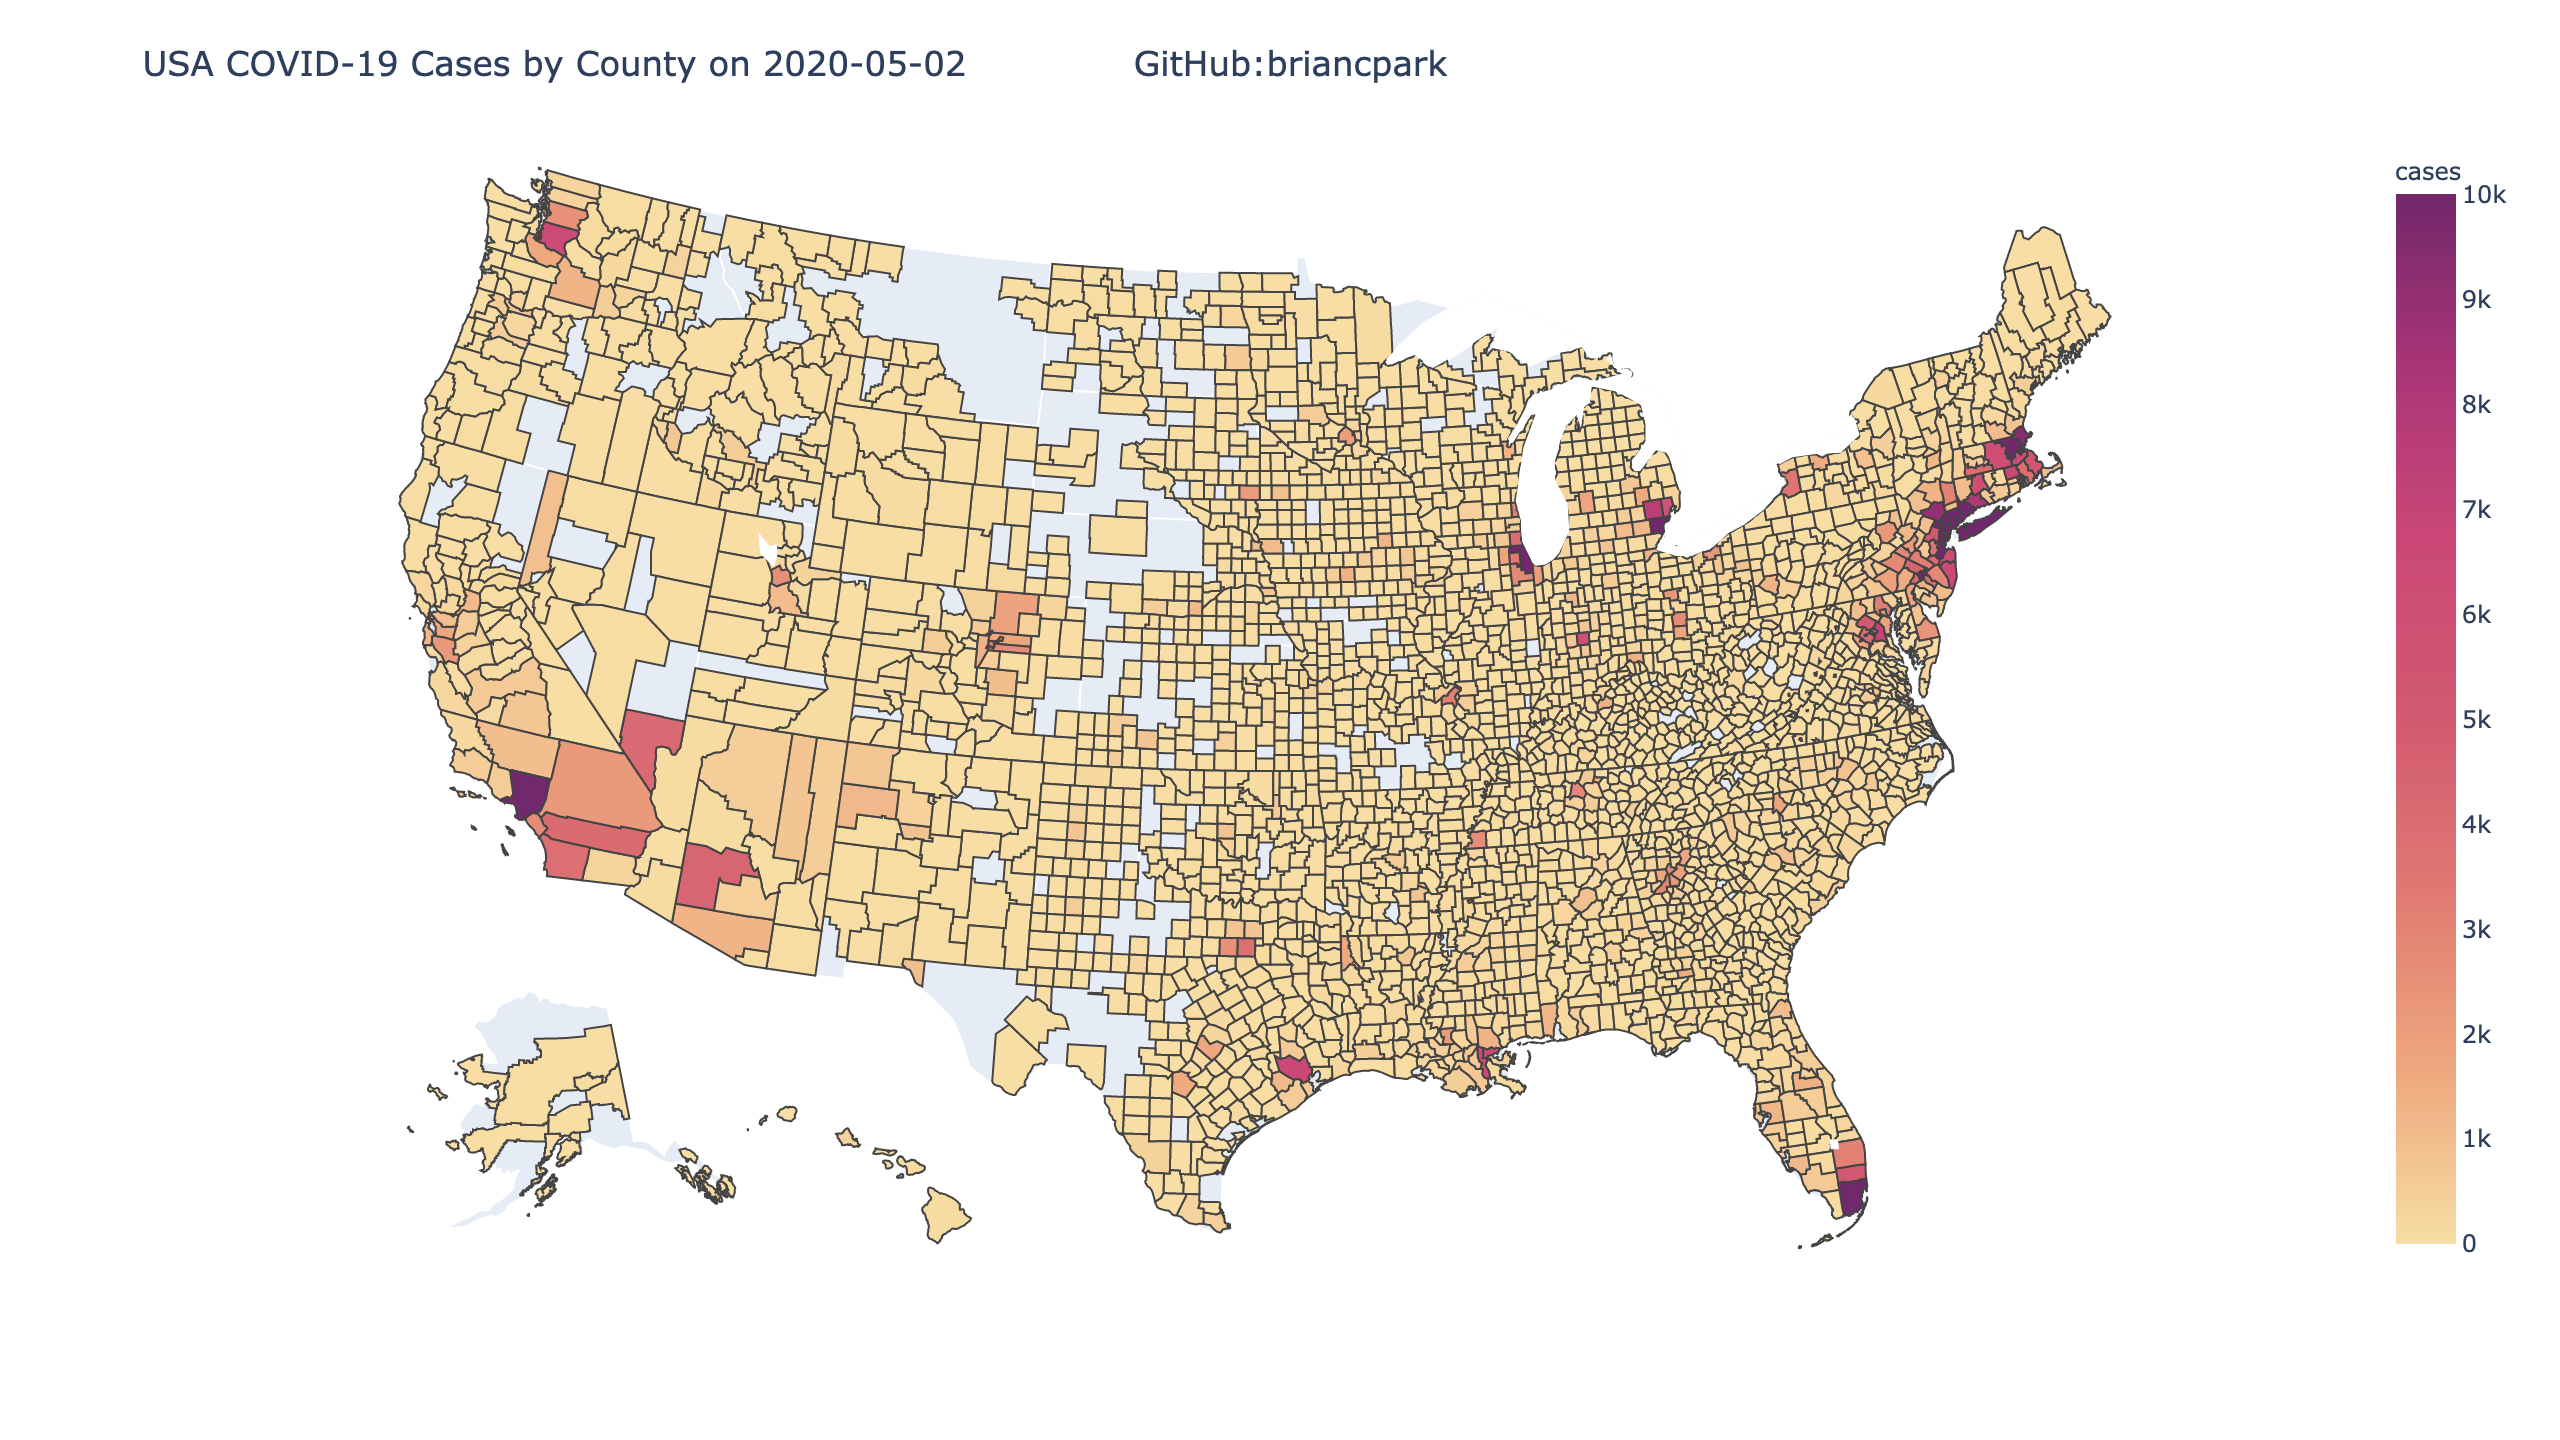 USA COVID-19 Cases by County on 2020-05-02 GitHub:briancpark
cases
10k
9k
8k
7k
6k
5k
4k
3k
2k
1k
0